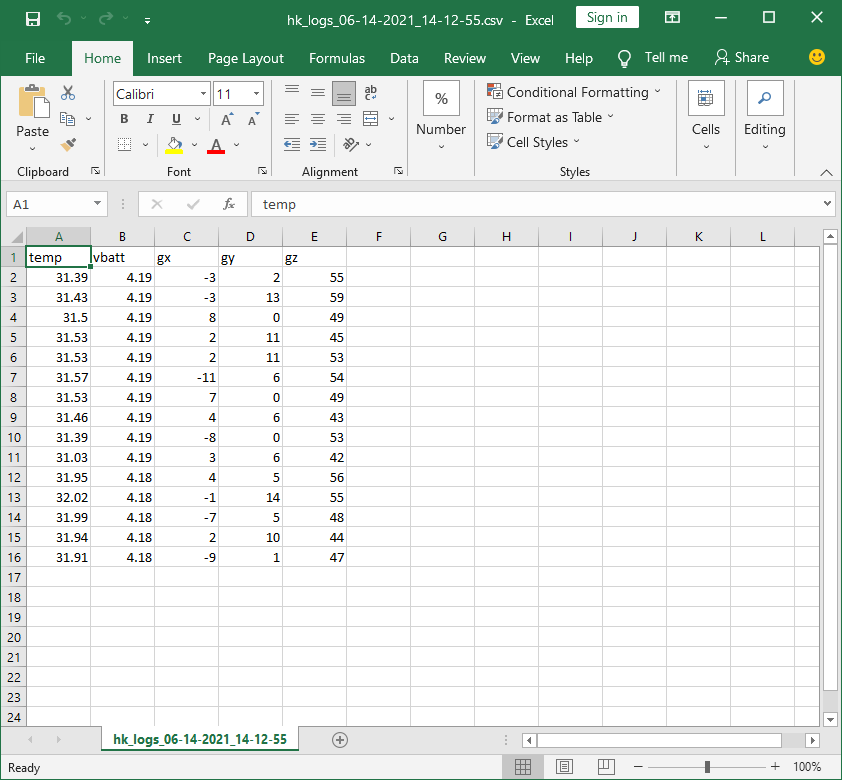 hk_logs_06-14-2021_14-12-55.csv - Excel Sign in
File Home Insert Page Layout Formulas Data Review View Help Tell me Share
Calibri 11 Conditional Formatting
Paste B I U A A % Number Format as Table Cells Editing
A Cell Styles
Clipboard Font Alignment Styles
A1 fx temp
A B C D E F G H I J K L
1 temp vbatt gx gy gz
2 31.39 4.19 -3 2 55
3 31.43 4.19 -3 13 59
4 31.5 4.19 8 0 49
5 31.53 4.19 2 11 45
6 31.53 4.19 2 11 53
7 31.57 4.19 -11 6 54
8 31.53 4.19 7 0 49
9 31.46 4.19 4 6 43
10 31.39 4.19 -8 0 53
11 31.03 4.19 3 6 42
12 31.95 4.18 4 5 56
13 32.02 4.18 -1 14 55
14 31.99 4.18 -7 5 48
15 31.94 4.18 2 10 44
16 31.91 4.18 -9 1 47
17
18
19
20
21
22
23
24
hk_logs_06-14-2021_14-12-55
Ready 100%